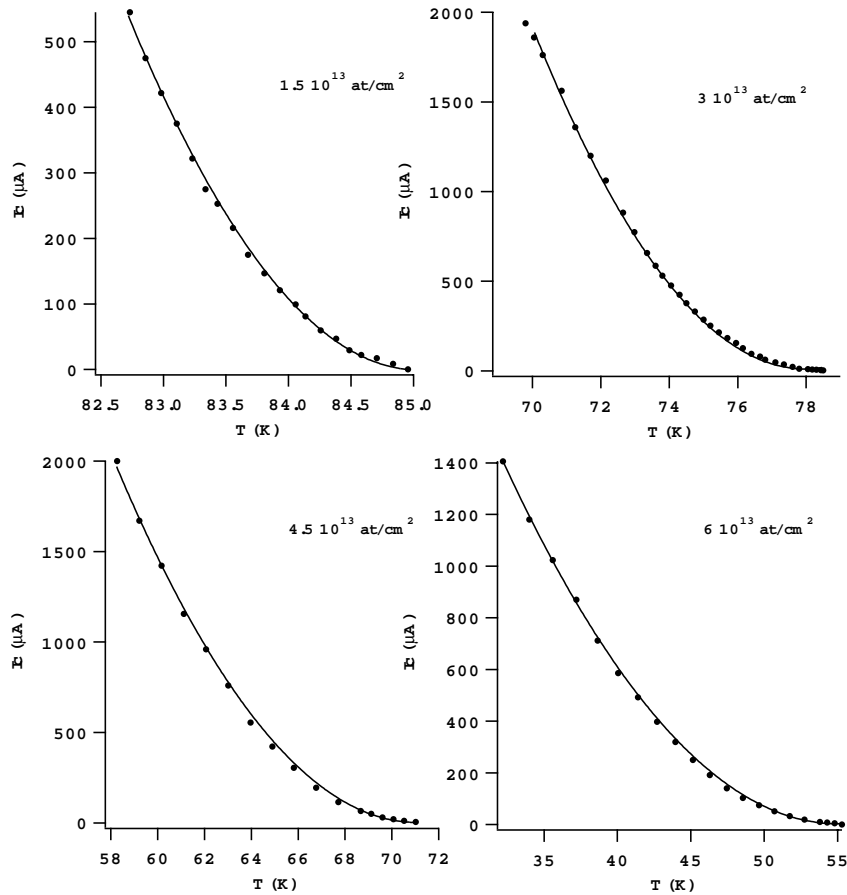 500
400
300
200
100
0
Ic (µA)
1.5 10^13 at/cm^2
82.5 83.0 83.5 84.0 84.5 85.0
T (K)
2000
1500
1000
500
0
Ic (µA)
3 10^13 at/cm^2
70 72 74 76 78
T (K)
2000
1500
1000
500
0
Ic (µA)
4.5 10^13 at/cm^2
58 60 62 64 66 68 70 72
T (K)
1400
1200
1000
800
600
400
200
0
Ic (µA)
6 10^13 at/cm^2
35 40 45 50 55
T (K)